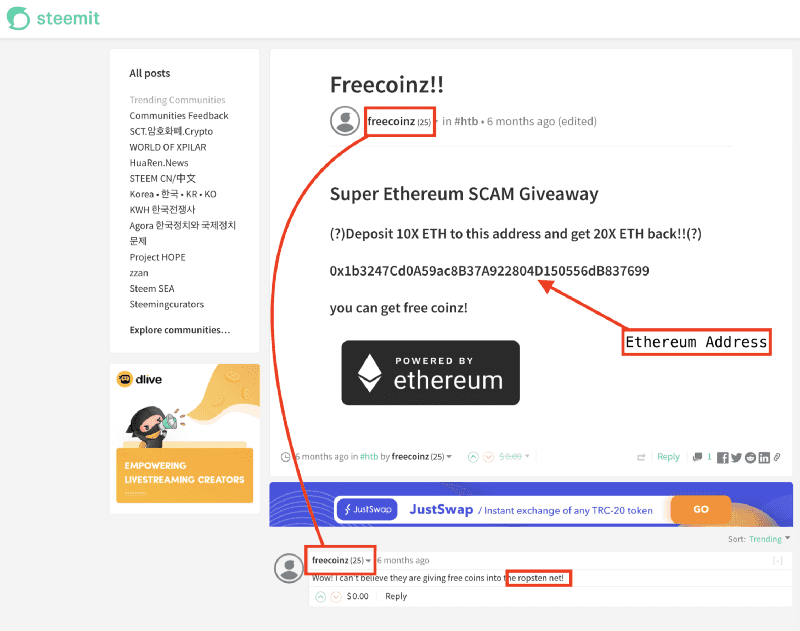 steemit
All posts
Trending Communities
Communities Feedback
SCT.암호화폐.Crypto
WORLD OF XPILAR
HuaRen.News
STEEM CN/中文
Korea • 한국 • KR • KO
KWH 한국전쟁사
Agora 한국정치와 국제정치
문제
Project HOPE
zzan
Steem SEA
Steemingcurators
Explore communities…
dlive
EMPOWERING
LIVESTREAMING CREATORS
Freecoinz!!
freecoinz (25) in #htb • 6 months ago (edited)
Super Ethereum SCAM Giveaway
(?)Deposit 10X ETH to this address and get 20X ETH back!!(?)
0x1b3247Cd0A59ac8B37A922804D150556dB837699
you can get free coinz!
Ethereum Address
POWERED BY
ethereum
6 months ago in #htb by freecoinz (25) $0.00 Reply 1
JustSwap JustSwap / Instant exchange of any TRC-20 token GO
Sort: Trending
freecoinz (25) 6 months ago [-]
Wow! I can't believe they are giving free coins into the ropsten net!
$0.00 Reply